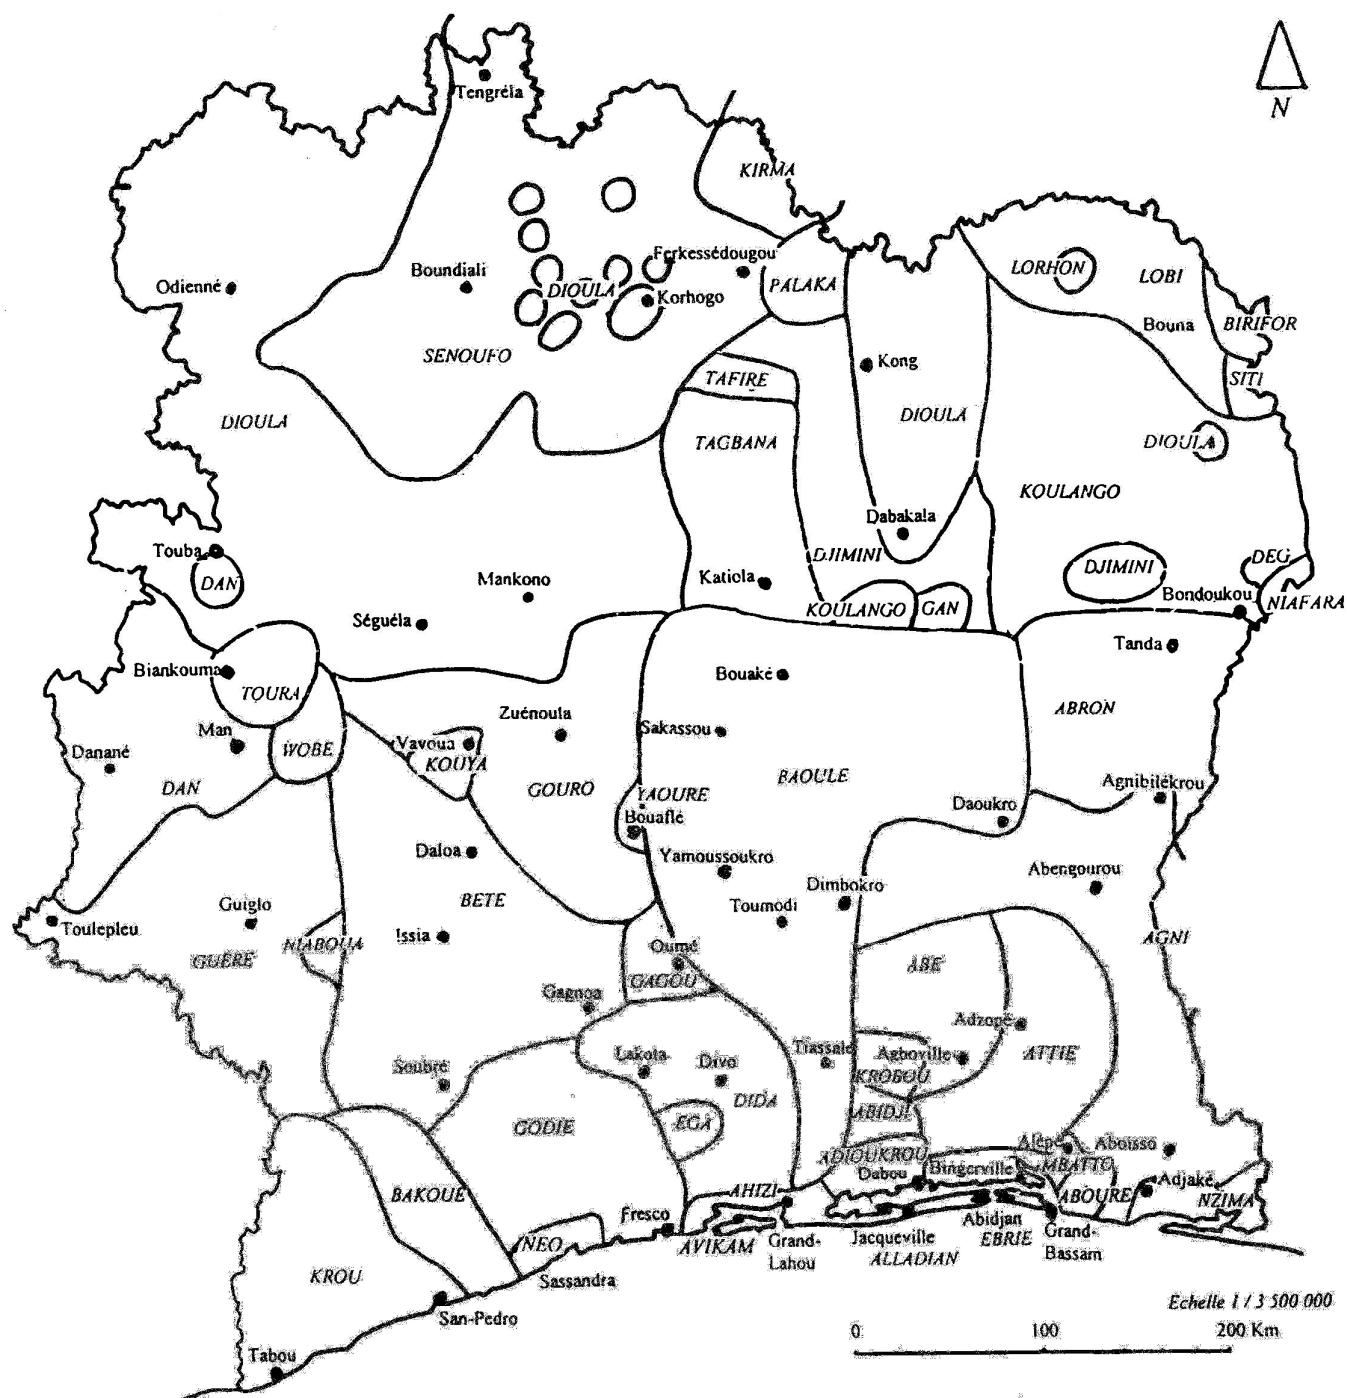 Tengréla
N
KIRMA
Ferkessédougou
Boundiali
LORHON
LOBI
Odienné
DIOULA
Korhogo
PALAKA
Bouna
BIRIFOR
SENOUFO
Kong
TAFIRE
SITI
DIOULA
DIOULA
TAGBANA
DIOULA
KOULANGO
Dabakala
Touba
DJIMINI
DEG
DAN
Mankono
Katiola
DJIMINI
KOULANGO
GAN
Bondoukou
NIAFARA
Séguéla
Tanda
Biankouma
Bouaké
TOURA
ABRON
Zuénoula
Man
Sakassou
Vavoua
WOBE
Danané
KOUYA
BAOULE
DAN
GOURO
YAOURE
Agnibilékrou
Bouaflé
Daoukro
Daloa
Yamoussoukro
Abengourou
Dimbokro
BETE
Toumodi
Guiglo
Toulepleu
Issia
NIABOUA
Oumé
AGNI
GUERE
ABE
GAGOU
Gagnoa
Adzopé
Lakota
Divo
Tiassalé
Agboville
ATTIE
Soubré
KROBOU
DIDA
ABIDJI
GODIE
EGA
Alépé
Aboisso
ADIOUKROU
Dabou
Bingerville
MBATTO
Adjaké
BAKOUE
AHIZI
ABOURE
NZIMA
Fresco
NEO
AVIKAM
Grand-
Lahou
Jacqueville
ALLADIAN
Abidjan
EBRIE
Grand-
Bassam
KROU
Sassandra
San-Pedro
Echelle 1 / 3 500 000
0 100 200 Km
Tabou